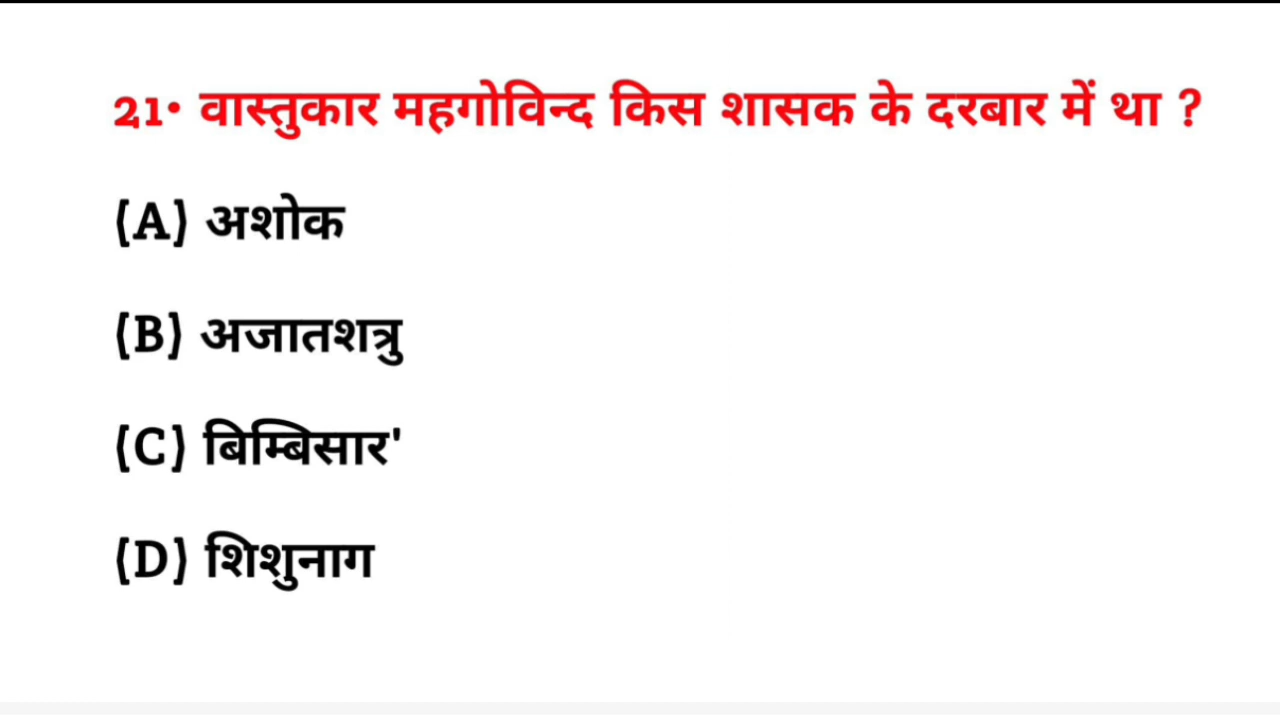 21• वास्तुकार महगोविन्द किस शासक के दरबार में था ?
(A) अशोक
(B) अजातशत्रु
(C) बिम्बिसार'
(D) शिशुनाग